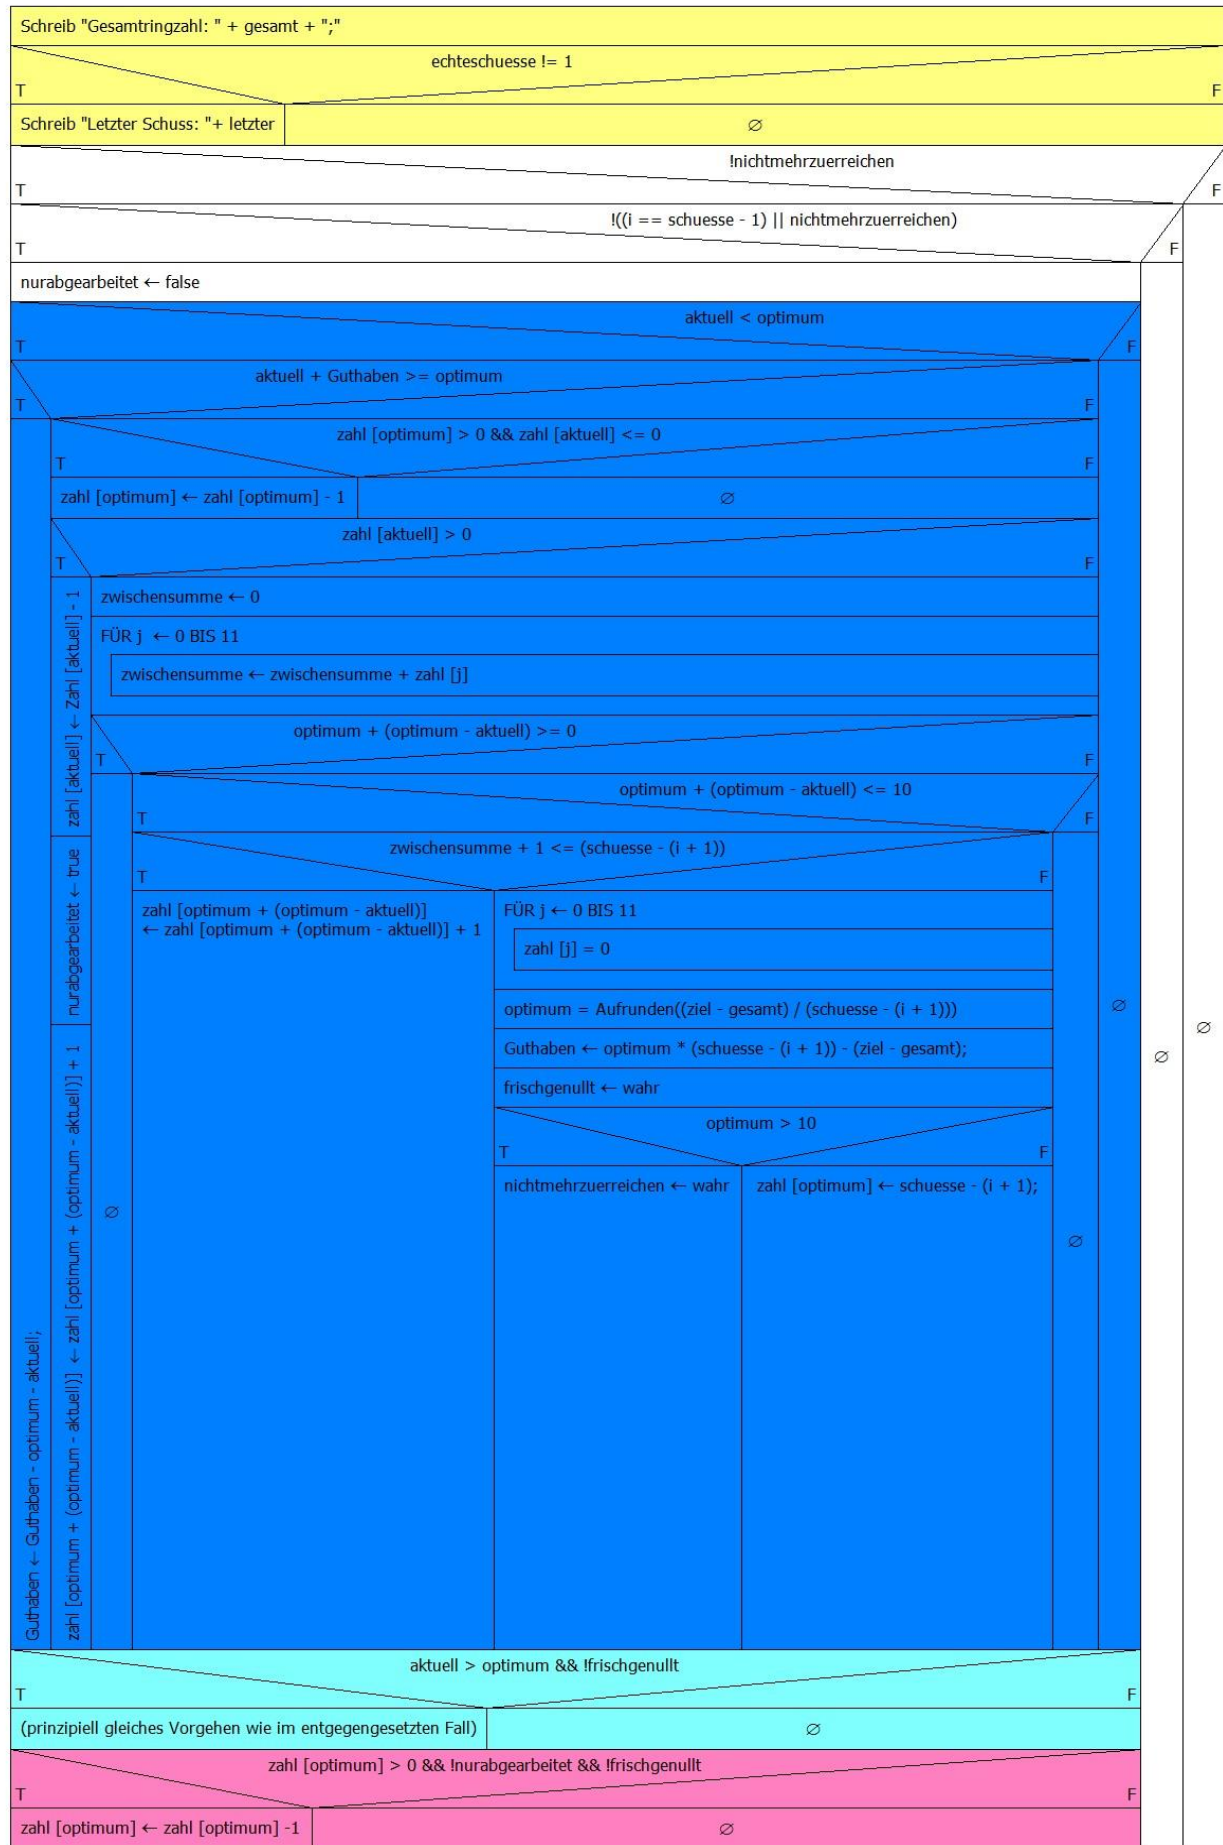 Schreib "Gesamtringzahl: " + gesamt + ";"
echteschuesse != 1
T
F
Schreib "Letzter Schuss: "+ letzter
∅
!nichtmehrzuerreichen
T
F
!((i == schuesse - 1) || nichtmehrzuerreichen)
T
F
nurabgearbeitet ← false
aktuell < optimum
T
F
aktuell + Guthaben >= optimum
T
F
Guthaben ← Guthaben - optimum - aktuell;
zahl [optimum] > 0 && zahl [aktuell] <= 0
T
F
zahl [optimum] ← zahl [optimum] - 1
∅
zahl [aktuell] > 0
T
F
zahl [aktuell] ← Zahl [aktuell] - 1
nurabgearbeitet ← true
zahl [optimum + (optimum - aktuell)] ← zahl [optimum + (optimum - aktuell)] + 1
zwischensumme ← 0
FÜR j ← 0 BIS 11
zwischensumme ← zwischensumme + zahl [j]
optimum + (optimum - aktuell) >= 0
T
F
∅
optimum + (optimum - aktuell) <= 10
T
F
zwischensumme + 1 <= (schuesse - (i + 1))
T
F
zahl [optimum + (optimum - aktuell)]
← zahl [optimum + (optimum - aktuell)] + 1
FÜR j ← 0 BIS 11
zahl [j] = 0
optimum = Aufrunden((ziel - gesamt) / (schuesse - (i + 1)))
Guthaben ← optimum * (schuesse - (i + 1)) - (ziel - gesamt);
frischgenullt ← wahr
optimum > 10
T
F
nichtmehrzuerreichen ← wahr
zahl [optimum] ← schuesse - (i + 1);
∅
∅
∅
∅
aktuell > optimum && !frischgenullt
T
F
(prinzipiell gleiches Vorgehen wie im entgegengesetzten Fall)
∅
zahl [optimum] > 0 && !nurabgearbeitet && !frischgenullt
T
F
zahl [optimum] ← zahl [optimum] -1
∅